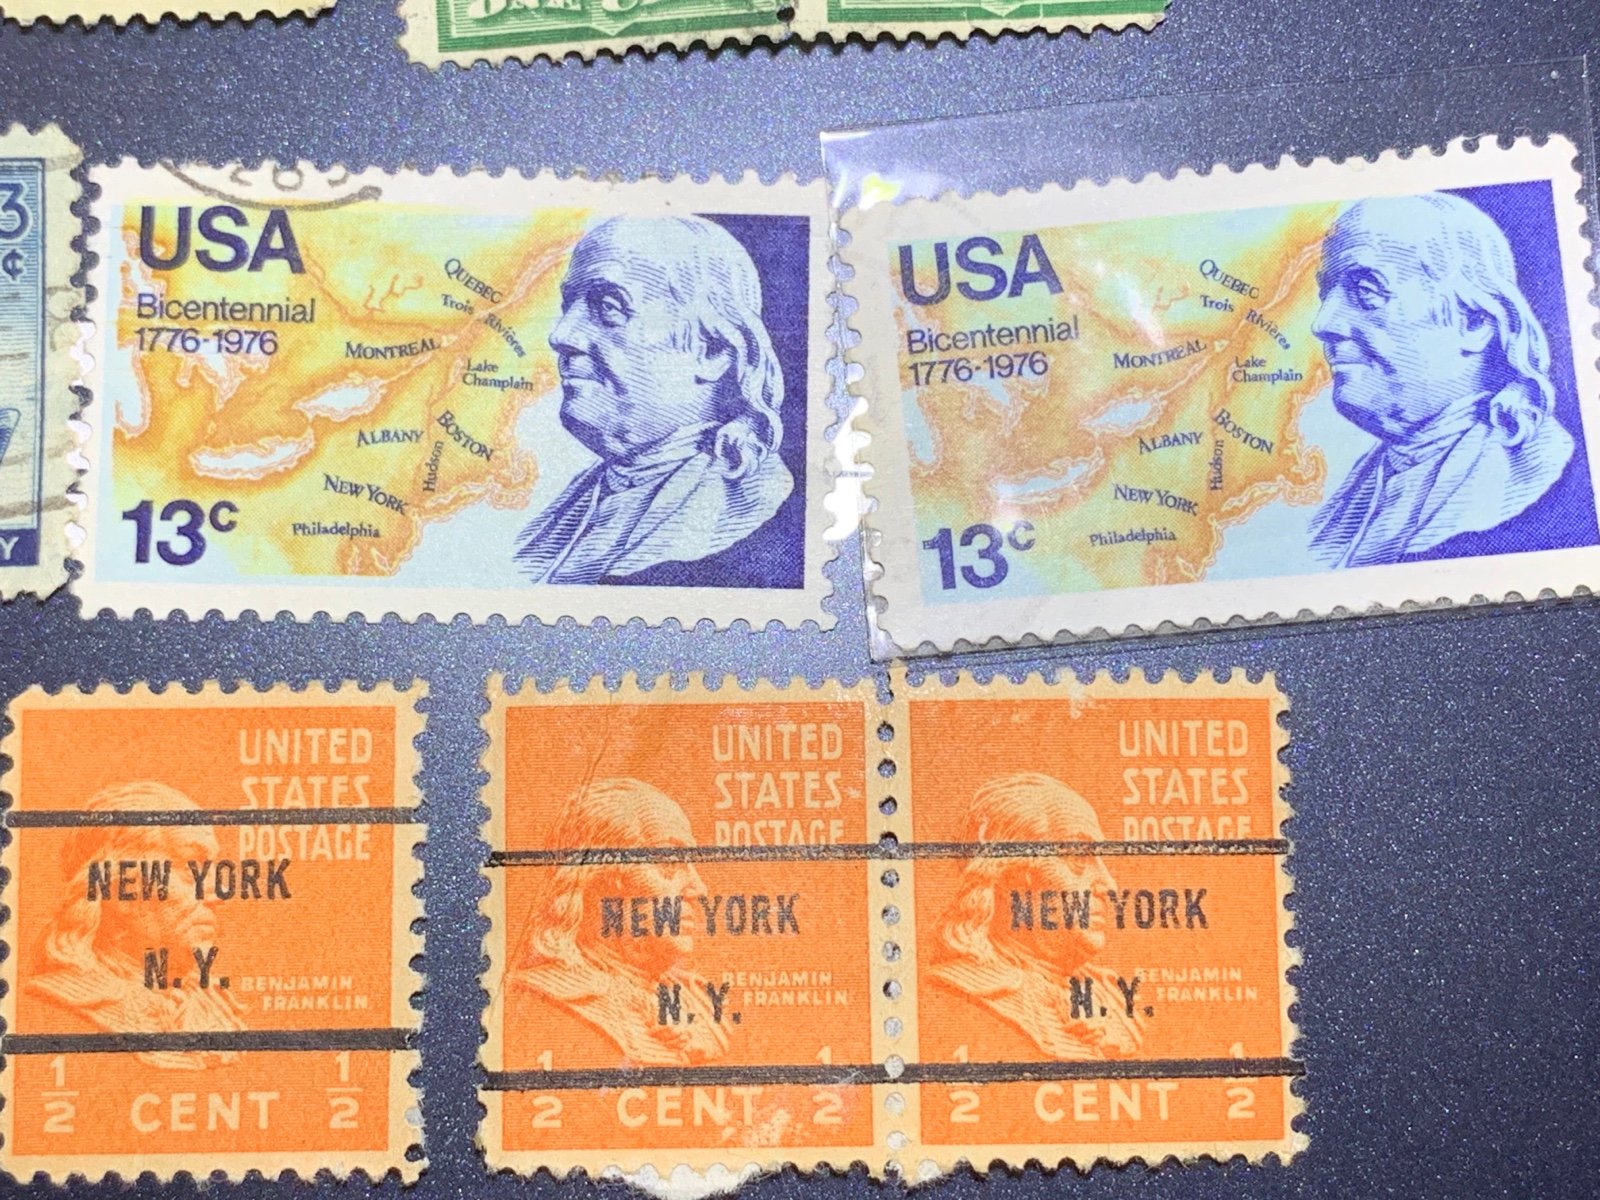 ONE
3¢
Y
USA
Bicentennial
1776-1976
QUEBEC
Trois Rivières
MONTREAL
Lake
Champlain
ALBANY
BOSTON
Hudson
NEW YORK
Philadelphia
13c
USA
Bicentennial
1776-1976
QUEBEC
Trois Rivières
MONTREAL
Lake
Champlain
ALBANY
BOSTON
Hudson
NEW YORK
Philadelphia
13c
UNITED
STATES
POSTAGE
NEW YORK
N.Y.
BENJAMIN
FRANKLIN
1/2 CENT 1/2
UNITED
STATES
POSTAGE
NEW YORK
N.Y.
BENJAMIN
FRANKLIN
1/2 CENT 1/2
UNITED
STATES
POSTAGE
NEW YORK
N.Y.
BENJAMIN
FRANKLIN
1/2 CENT 1/2